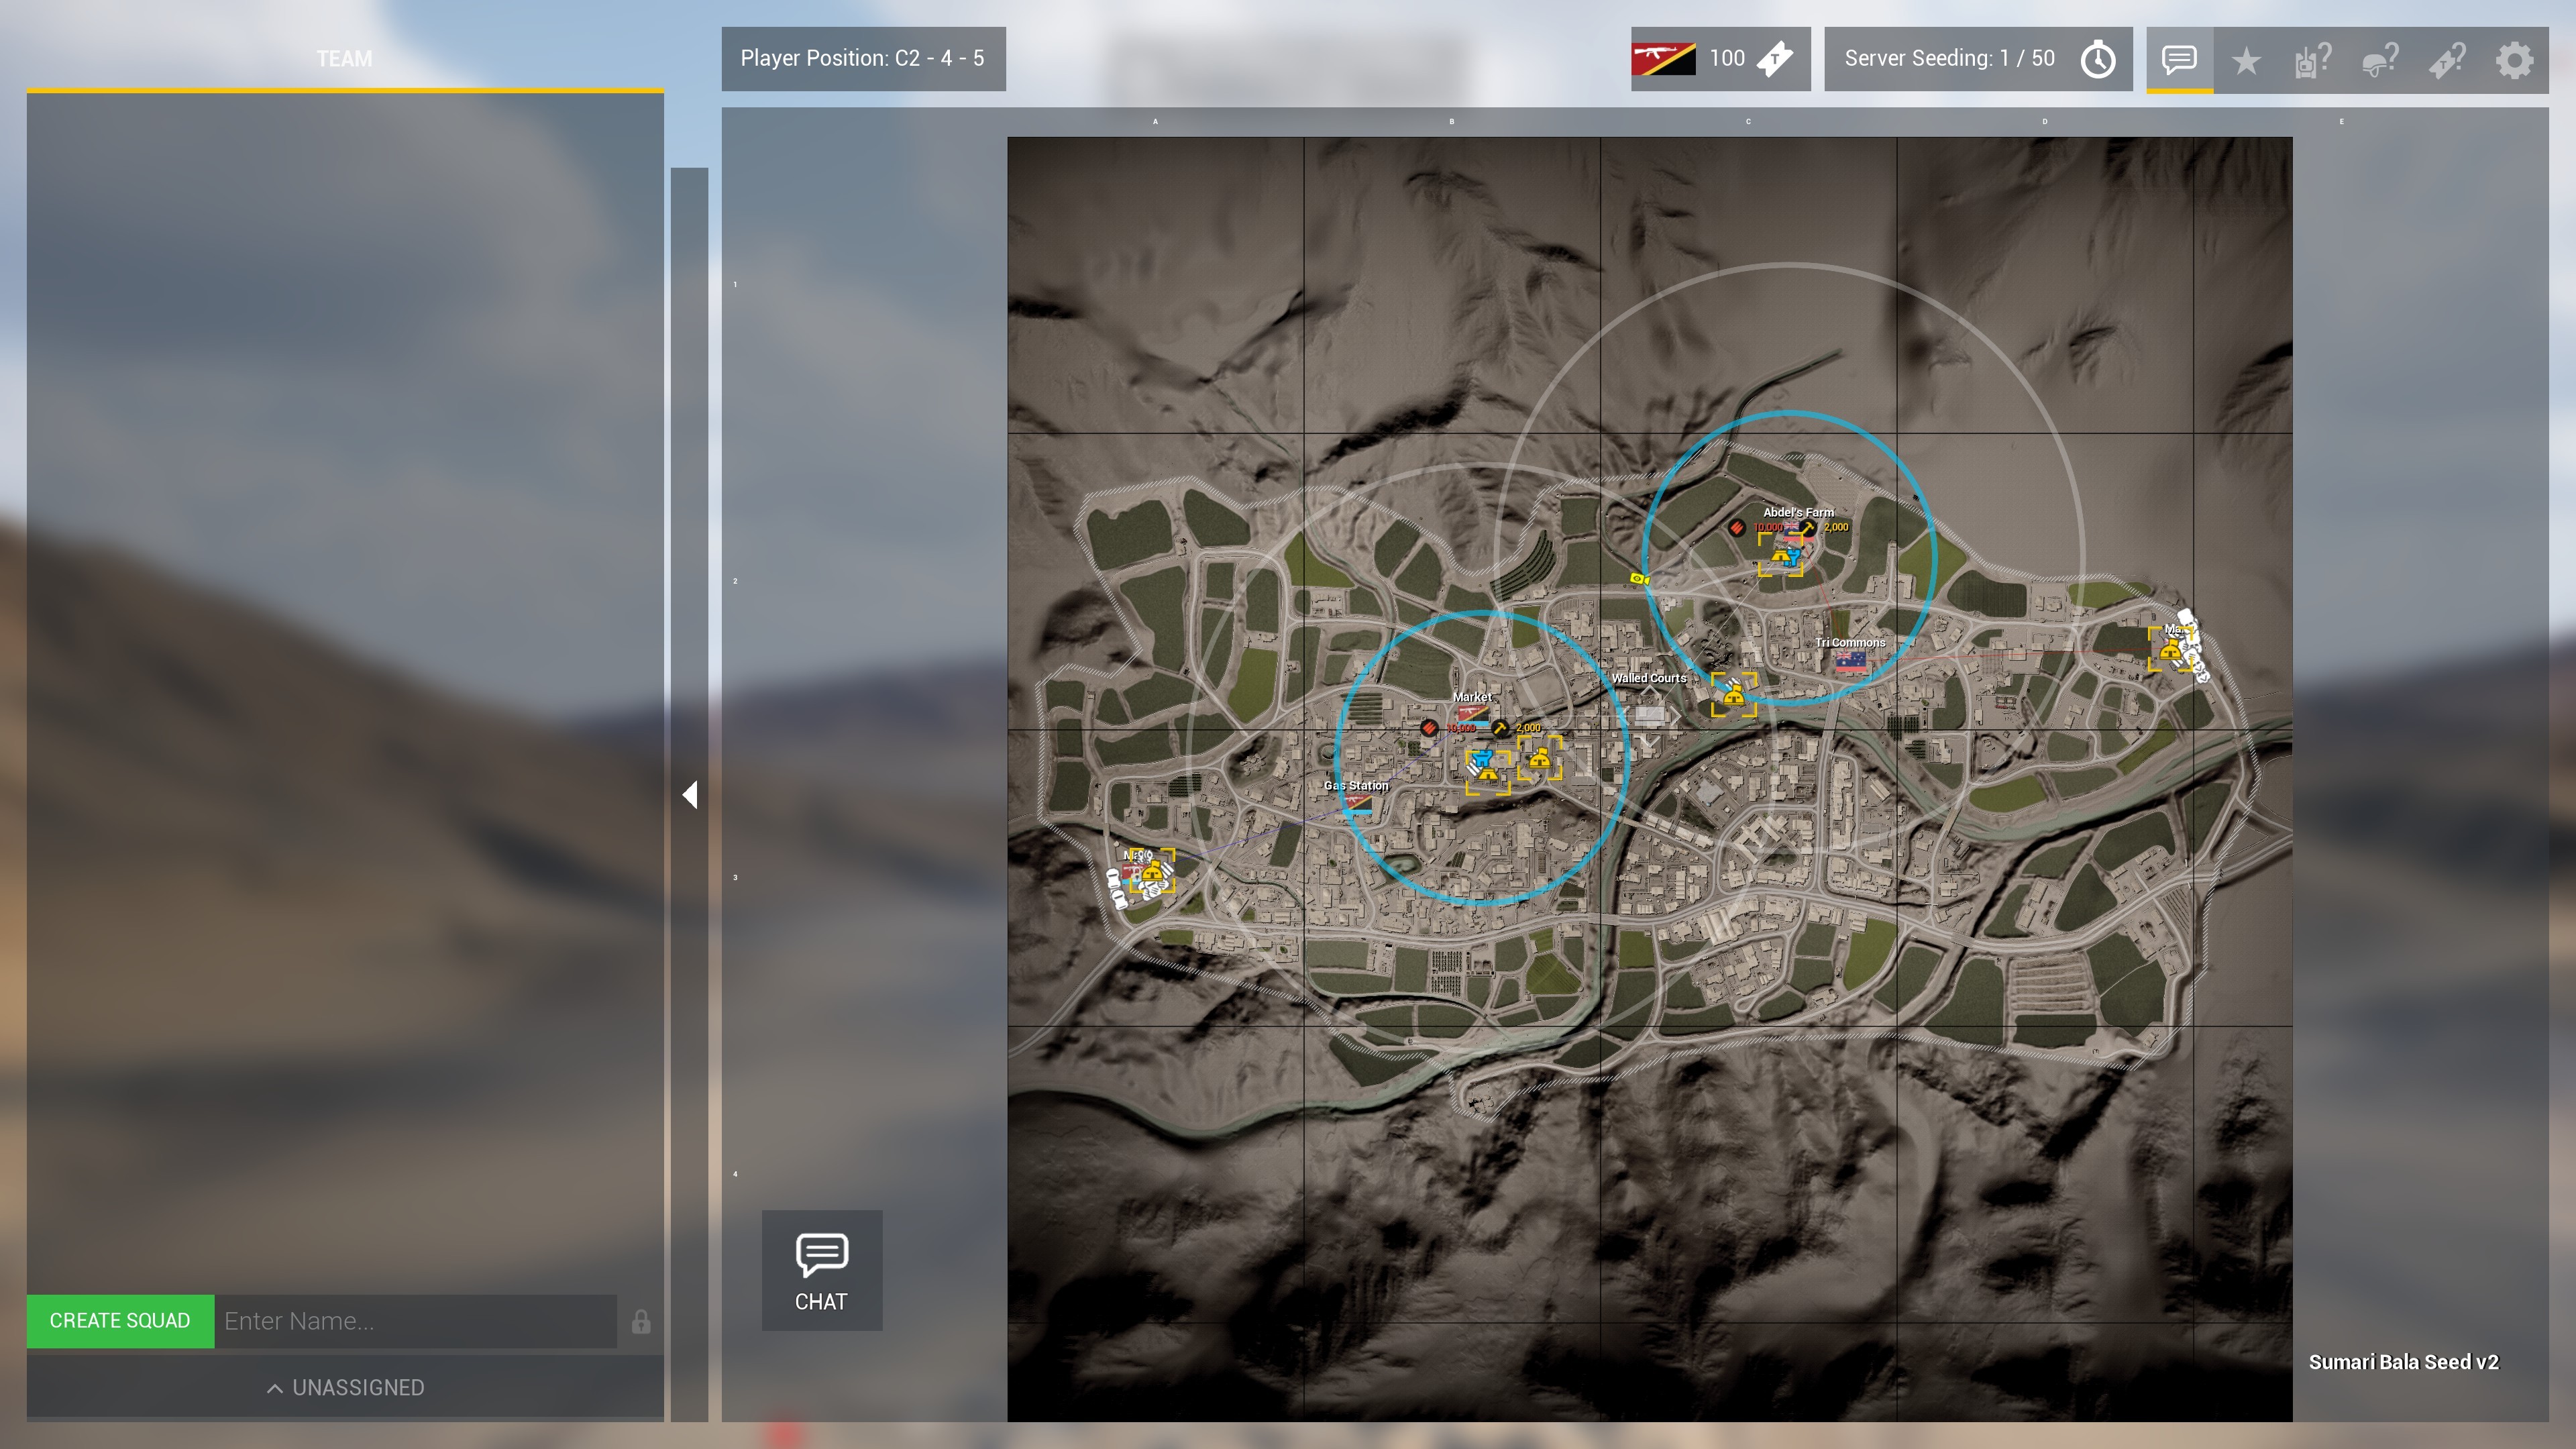 TEAM
Player Position: C2 - 4 - 5
100
T
Server Seeding: 1 / 50
A
B
C
D
E
1
2
3
4
Abdel's Farm
10,000
2,000
Tri Commons
Walled Courts
Market
10,000
2,000
Gas Station
CHAT
CREATE SQUAD
Enter Name...
UNASSIGNED
Sumari Bala Seed v2